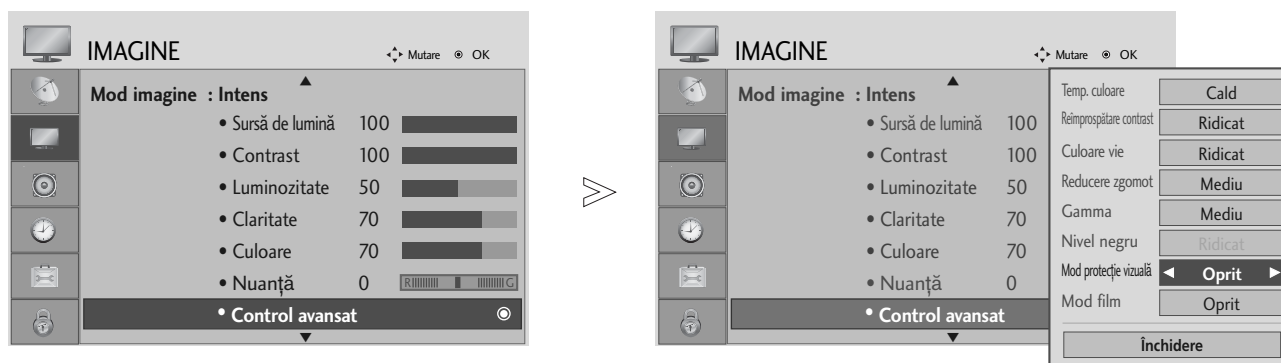 IMAGINE
Mutare OK
Mod imagine : Intens
• Sursă de lumină 100
• Contrast 100
• Luminozitate 50
• Claritate 70
• Culoare 70
• Nuanță 0 R G
• Control avansat
IMAGINE
Mutare OK
Mod imagine : Intens
• Sursă de lumină 100
• Contrast 100
• Luminozitate 50
• Claritate 70
• Culoare 70
• Nuanță 0
• Control avansat
Temp. culoare Cald
Reîmprospătare contrast Ridicat
Culoare vie Ridicat
Reducere zgomot Mediu
Gamma Mediu
Nivel negru Ridicat
Mod protecţie vizuală Oprit
Mod film Oprit
Închidere